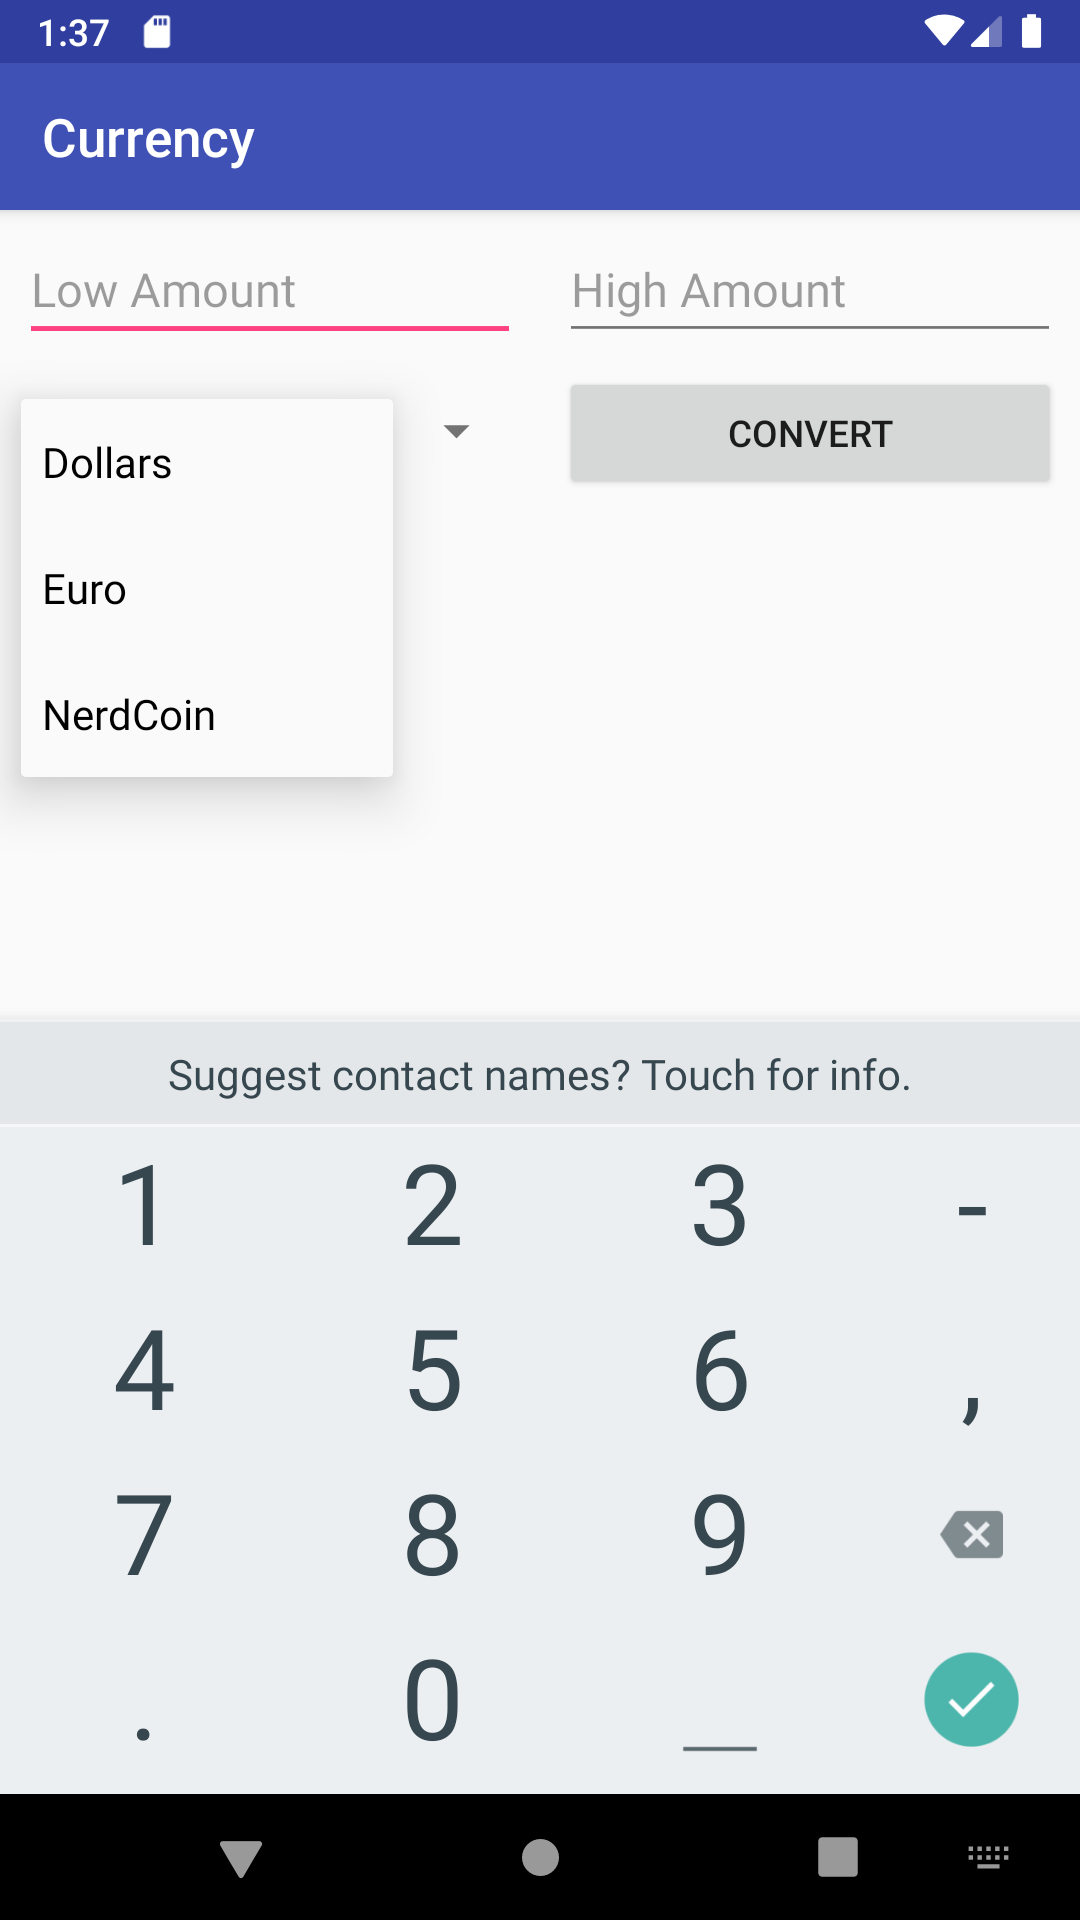 1:37
Currency
Low Amount High Amount
CONVERT
Dollars
Euro
NerdCoin
Suggest contact names? Touch for info.
1 2 3 -
4 5 6 ,
7 8 9
. 0 _